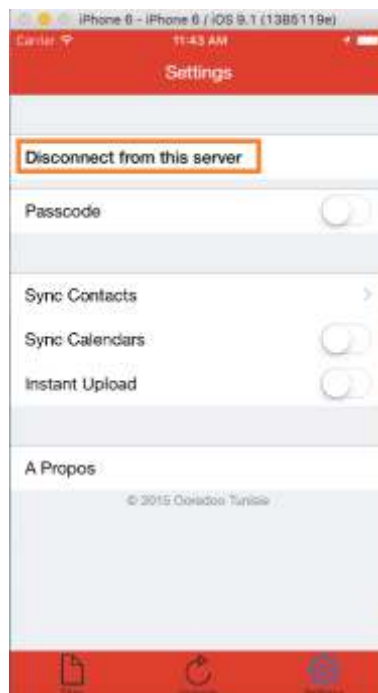 iPhone 6 - iPhone 6 / iOS 9.1 (13B5119e)
Carrier 11:43 AM
Settings
Disconnect from this server
Passcode
Sync Contacts
Sync Calendars
Instant Upload
A Propos
© 2015 Ooredoo Tunisie